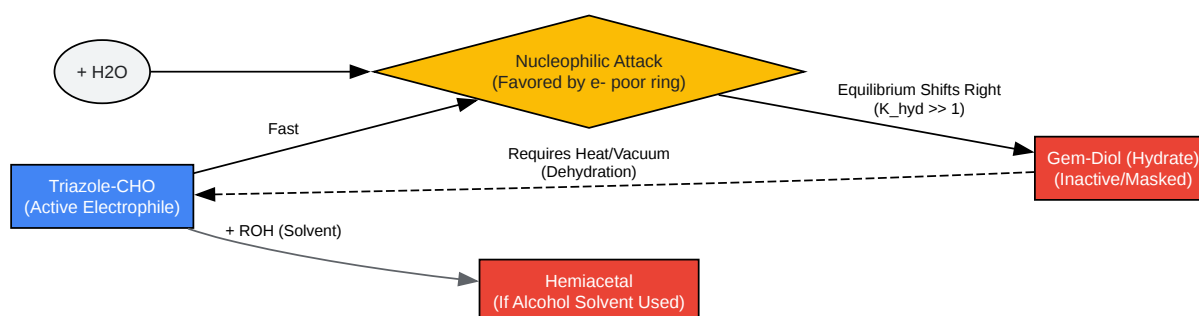 + H2O
Nucleophilic Attack
(Favored by e- poor ring)
Equilibrium Shifts Right
(K_hyd >> 1)
Fast
Requires Heat/Vacuum
(Dehydration)
Gem-Diol (Hydrate)
(Inactive/Masked)
Triazole-CHO
(Active Electrophile)
+ ROH (Solvent)
Hemiacetal
(If Alcohol Solvent Used)